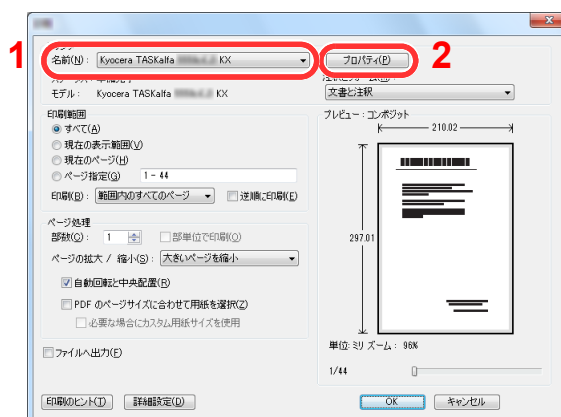 1
名前(N): Kyocera TASKalfa KX
プロパティ(P)
2
モデル: Kyocera TASKalfa KX
文書と注釈
印刷範囲
すべて(A)
現在の表示範囲(V)
現在のページ(H)
ページ指定(G) 1 - 44
印刷(B): 範囲内のすべてのページ 逆順に印刷(E)
ページ処理
部数(C): 1 部単位で印刷(O)
ページの拡大 / 縮小(S): 大きいページを縮小
自動回転と中央配置(R)
PDF のページサイズに合わせて用紙を選択(Z)
必要な場合にカスタム用紙サイズを使用
ファイルへ出力(F)
プレビュー: コンポジット
210.02
297.01
単位: ミリ ズーム: 96%
1/44
印刷のヒント(T)
詳細設定(D)
OK
キャンセル